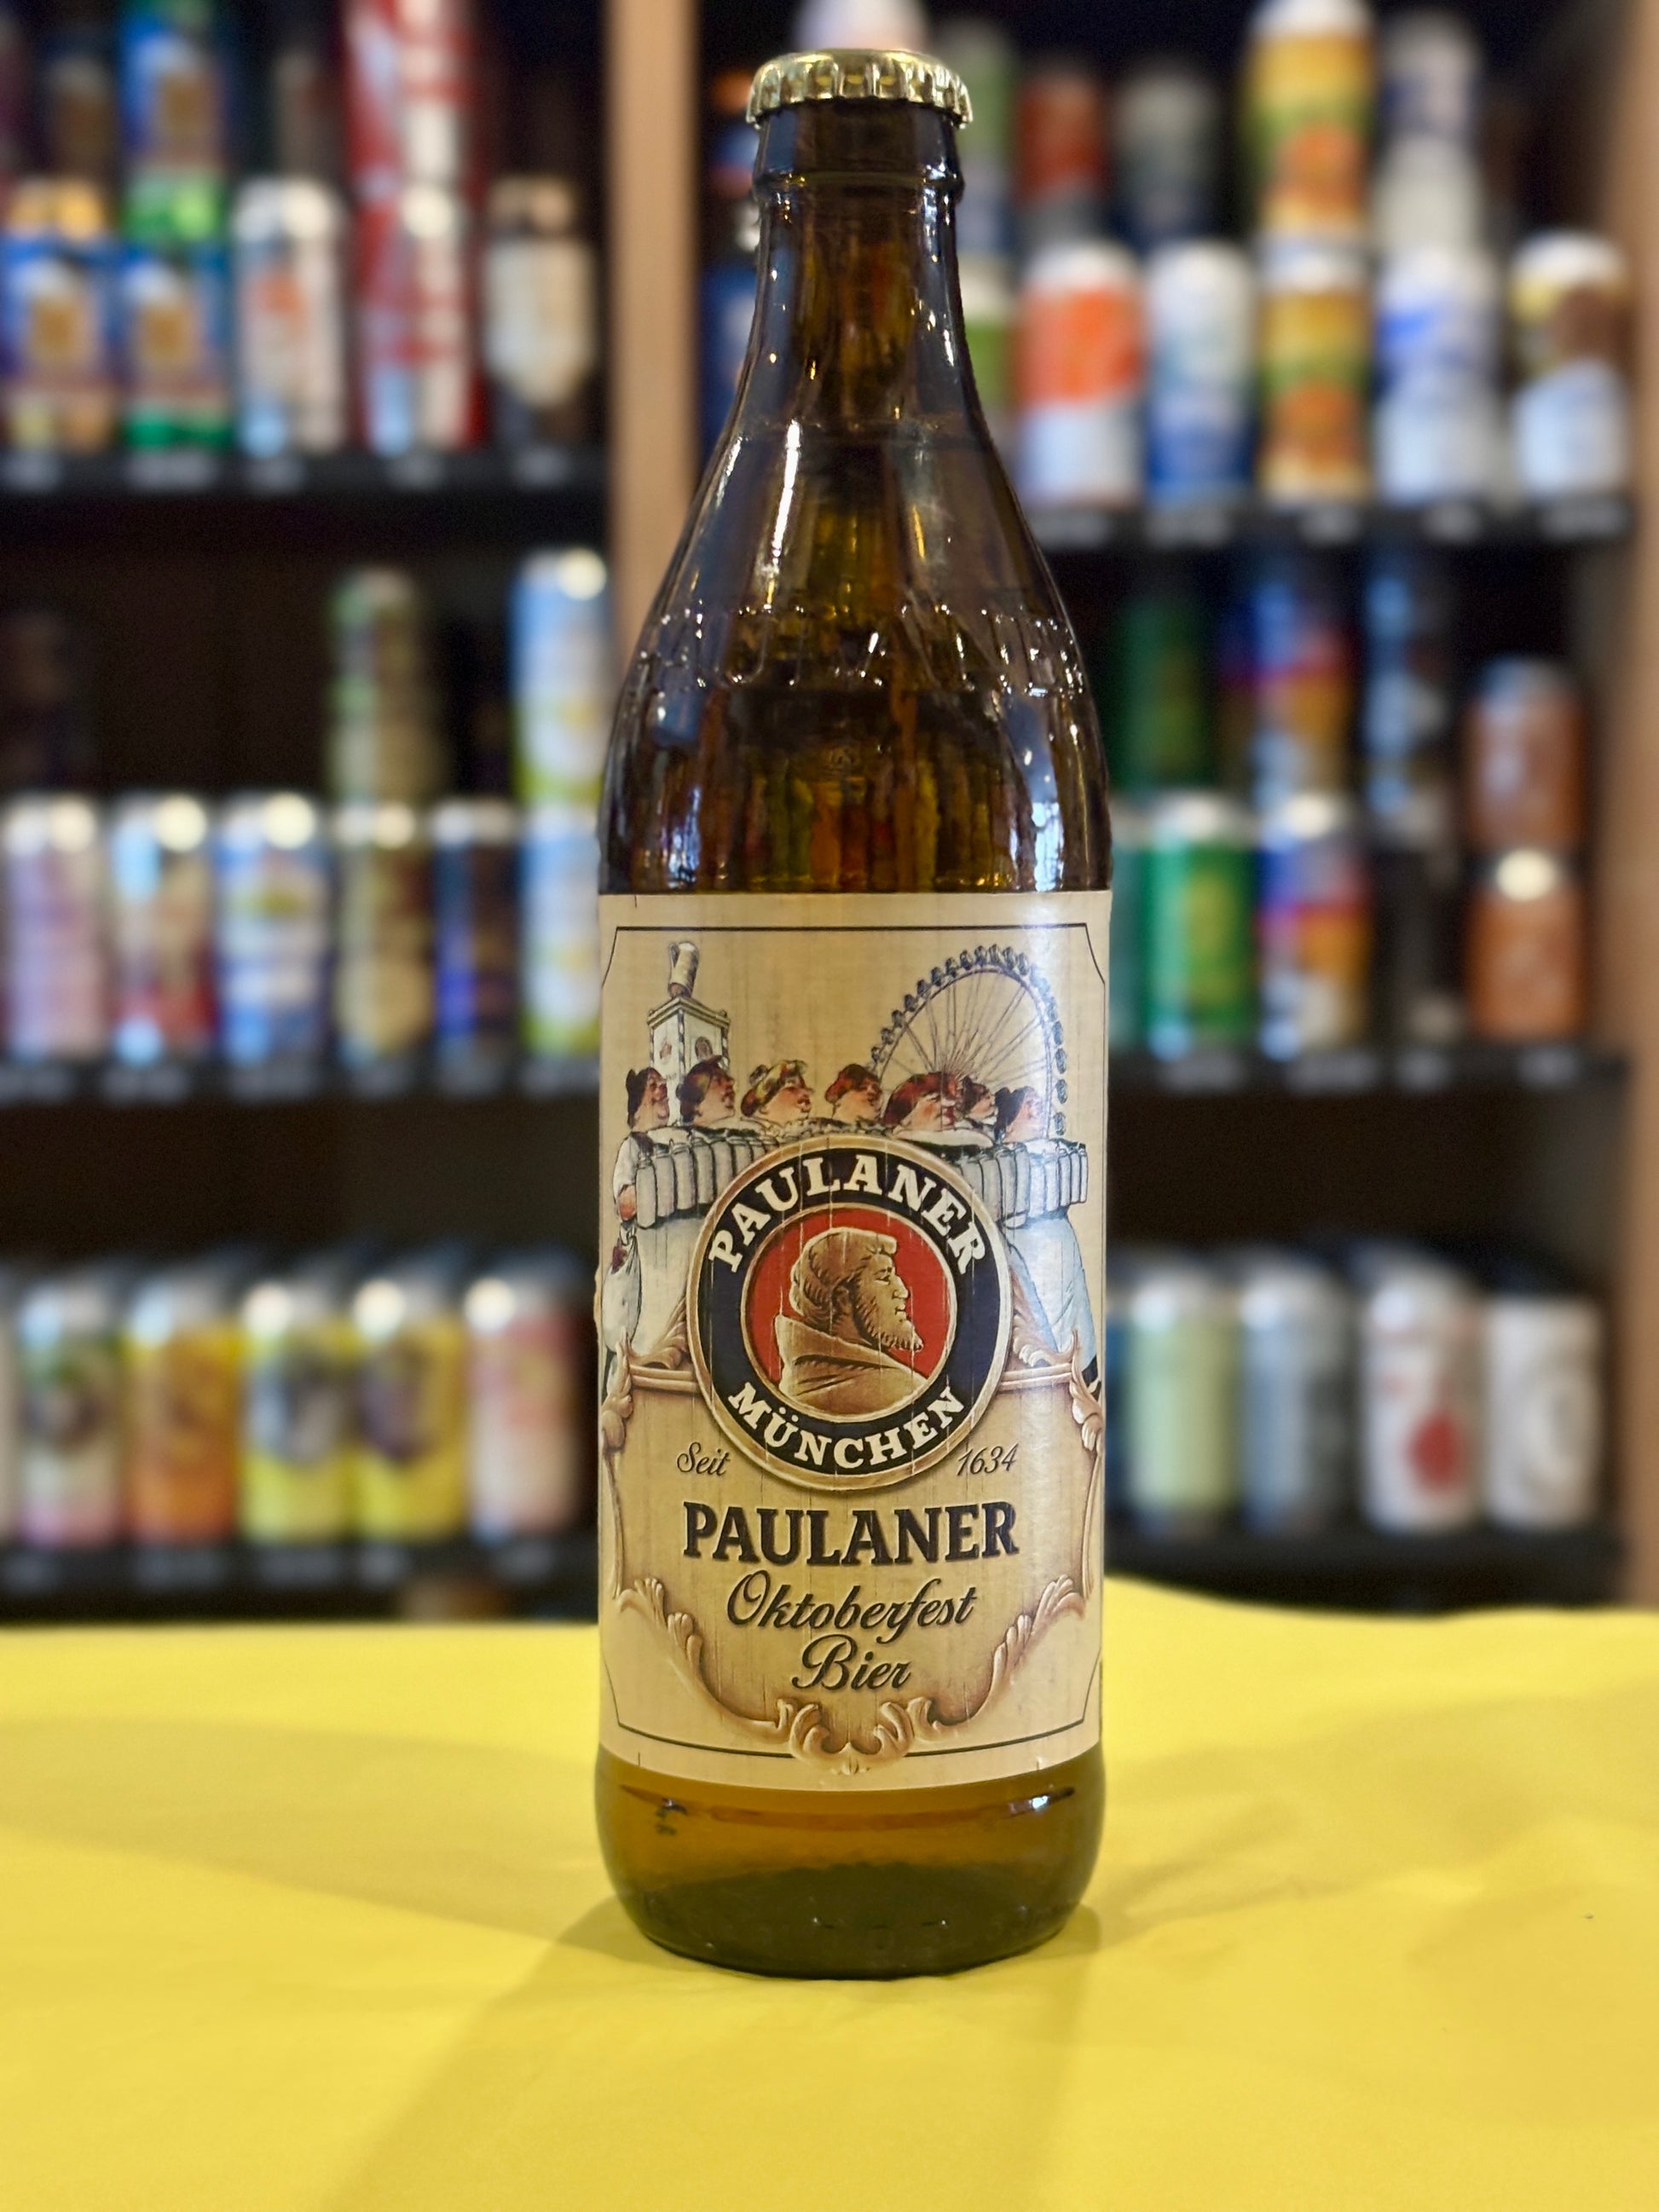 PAULANER
MÜNCHEN
Seit 1634
PAULANER
Oktoberfest
Bier